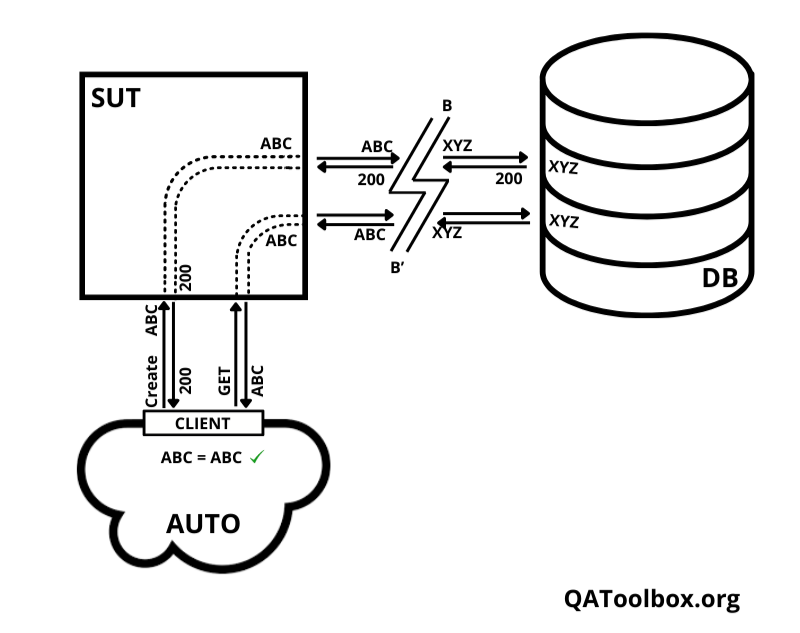 SUT
B
ABC
ABC
XYZ
200
200
XYZ
XYZ
ABC
ABC
XYZ
B’
DB
200
ABC
Create
200
GET
ABC
CLIENT
ABC = ABC ✓
AUTO
QAToolbox.org